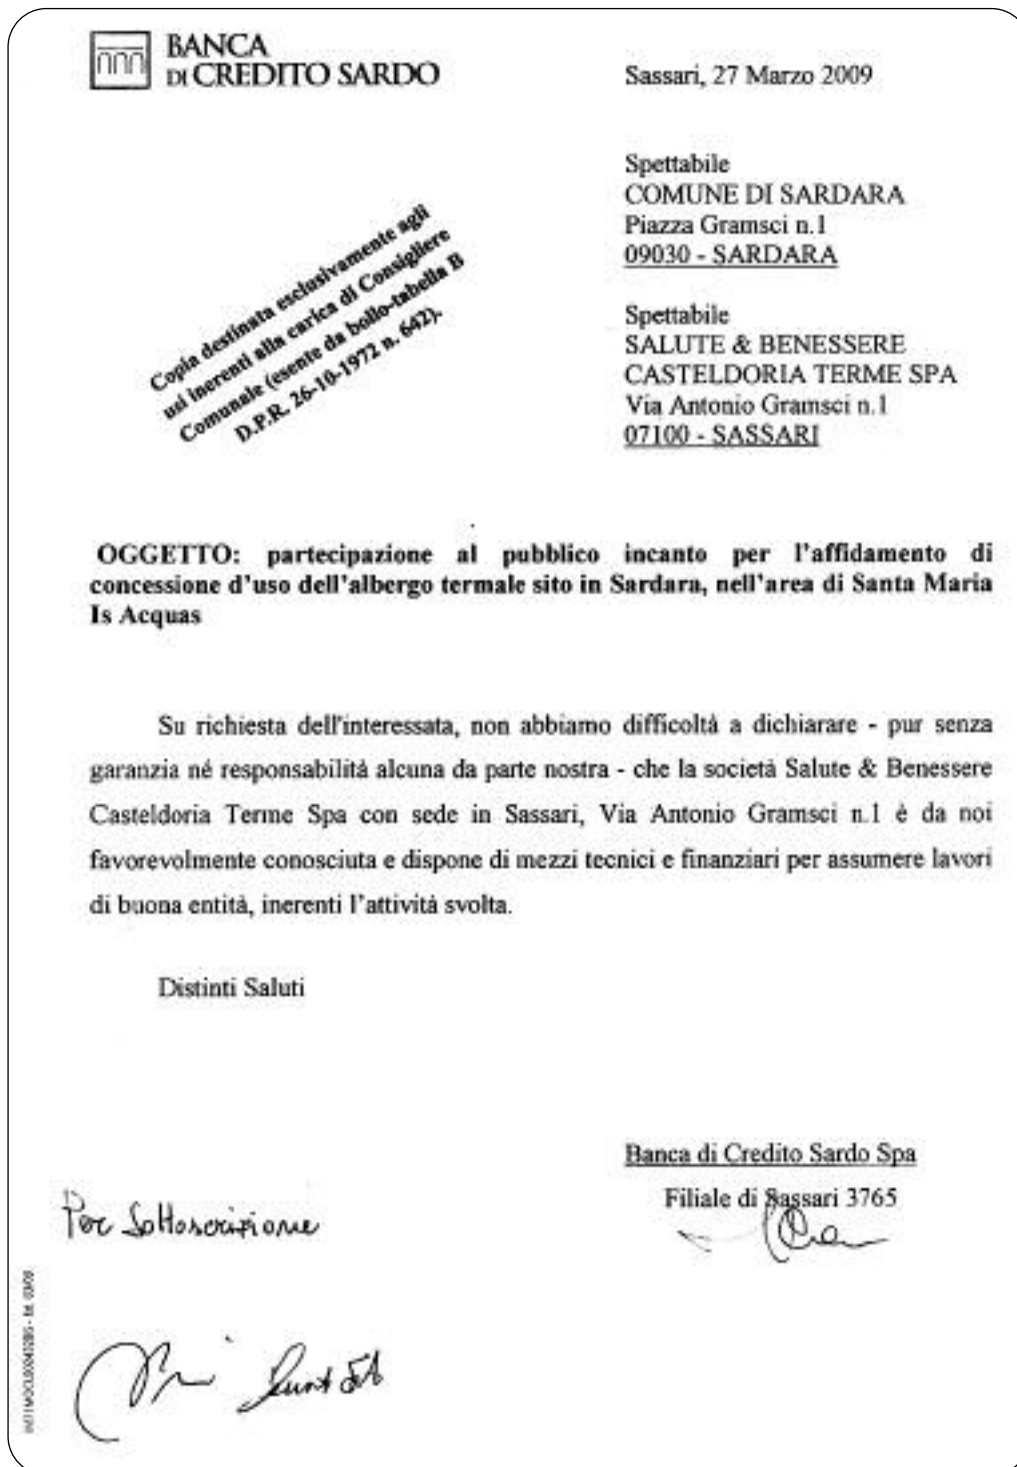 BANCA
DI CREDITO SARDO
Sassari, 27 Marzo 2009
Spettabile
COMUNE DI SARDARA
Piazza Gramsci n.1
09030 - SARDARA
Copia destinata esclusivamente agli
usi inerenti alla carica di Consigliere
Comunale (esente da bollo-tabella B
D.P.R. 26-10-1972 n. 642).
Spettabile
SALUTE & BENESSERE
CASTELDORIA TERME SPA
Via Antonio Gramsci n.1
07100 - SASSARI
OGGETTO: partecipazione al pubblico incanto per l'affidamento di
concessione d'uso dell'albergo termale sito in Sardara, nell'area di Santa Maria
Is Acquas
Su richiesta dell'interessata, non abbiamo difficoltà a dichiarare - pur senza
garanzia né responsabilità alcuna da parte nostra - che la società Salute & Benessere
Casteldoria Terme Spa con sede in Sassari, Via Antonio Gramsci n.1 è da noi
favorevolmente conosciuta e dispone di mezzi tecnici e finanziari per assumere lavori
di buona entità, inerenti l'attività svolta.
Distinti Saluti
Banca di Credito Sardo Spa
Filiale di Sassari 3765
Per Sottoscrizione